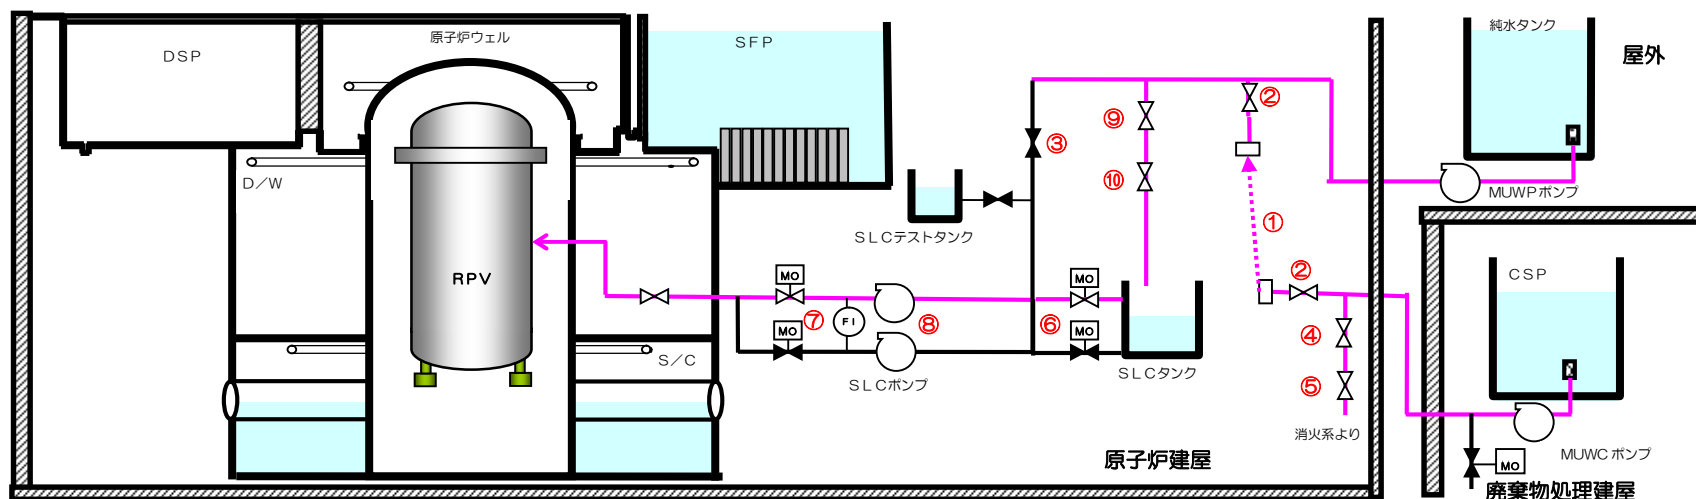 DSP
原子炉ウェル
SFP
純水タンク
屋外
②
⑨
③
⑩
D／W
MUWPポンプ
①
SLCテストタンク
RPV
MO
MO
②
CSP
⑦
FI
⑧
⑥
MO
MO
④
S／C
SLCポンプ
SLCタンク
⑤
消火系より
原子炉建屋
MUWCポンプ
MO
廃棄物処理建屋